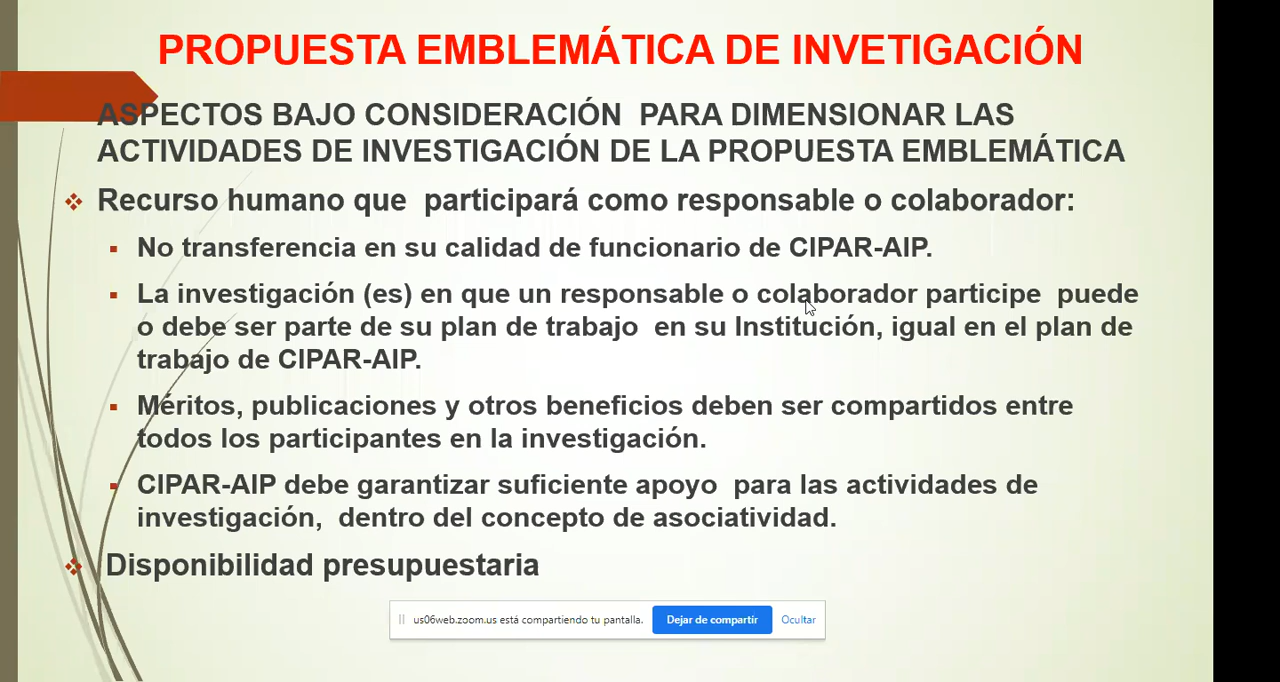 PROPUESTA EMBLEMÁTICA DE INVETIGACIÓN
ASPECTOS BAJO CONSIDERACIÓN PARA DIMENSIONAR LAS
ACTIVIDADES DE INVESTIGACIÓN DE LA PROPUESTA EMBLEMÁTICA
Recurso humano que participará como responsable o colaborador:
No transferencia en su calidad de funcionario de CIPAR-AIP.
La investigación (es) en que un responsable o colaborador participe puede
o debe ser parte de su plan de trabajo en su Institución, igual en el plan de
trabajo de CIPAR-AIP.
Méritos, publicaciones y otros beneficios deben ser compartidos entre
todos los participantes en la investigación.
CIPAR-AIP debe garantizar suficiente apoyo para las actividades de
investigación, dentro del concepto de asociatividad.
Disponibilidad presupuestaria
us06web.zoom.us está compartiendo tu pantalla. Dejar de compartir Ocultar